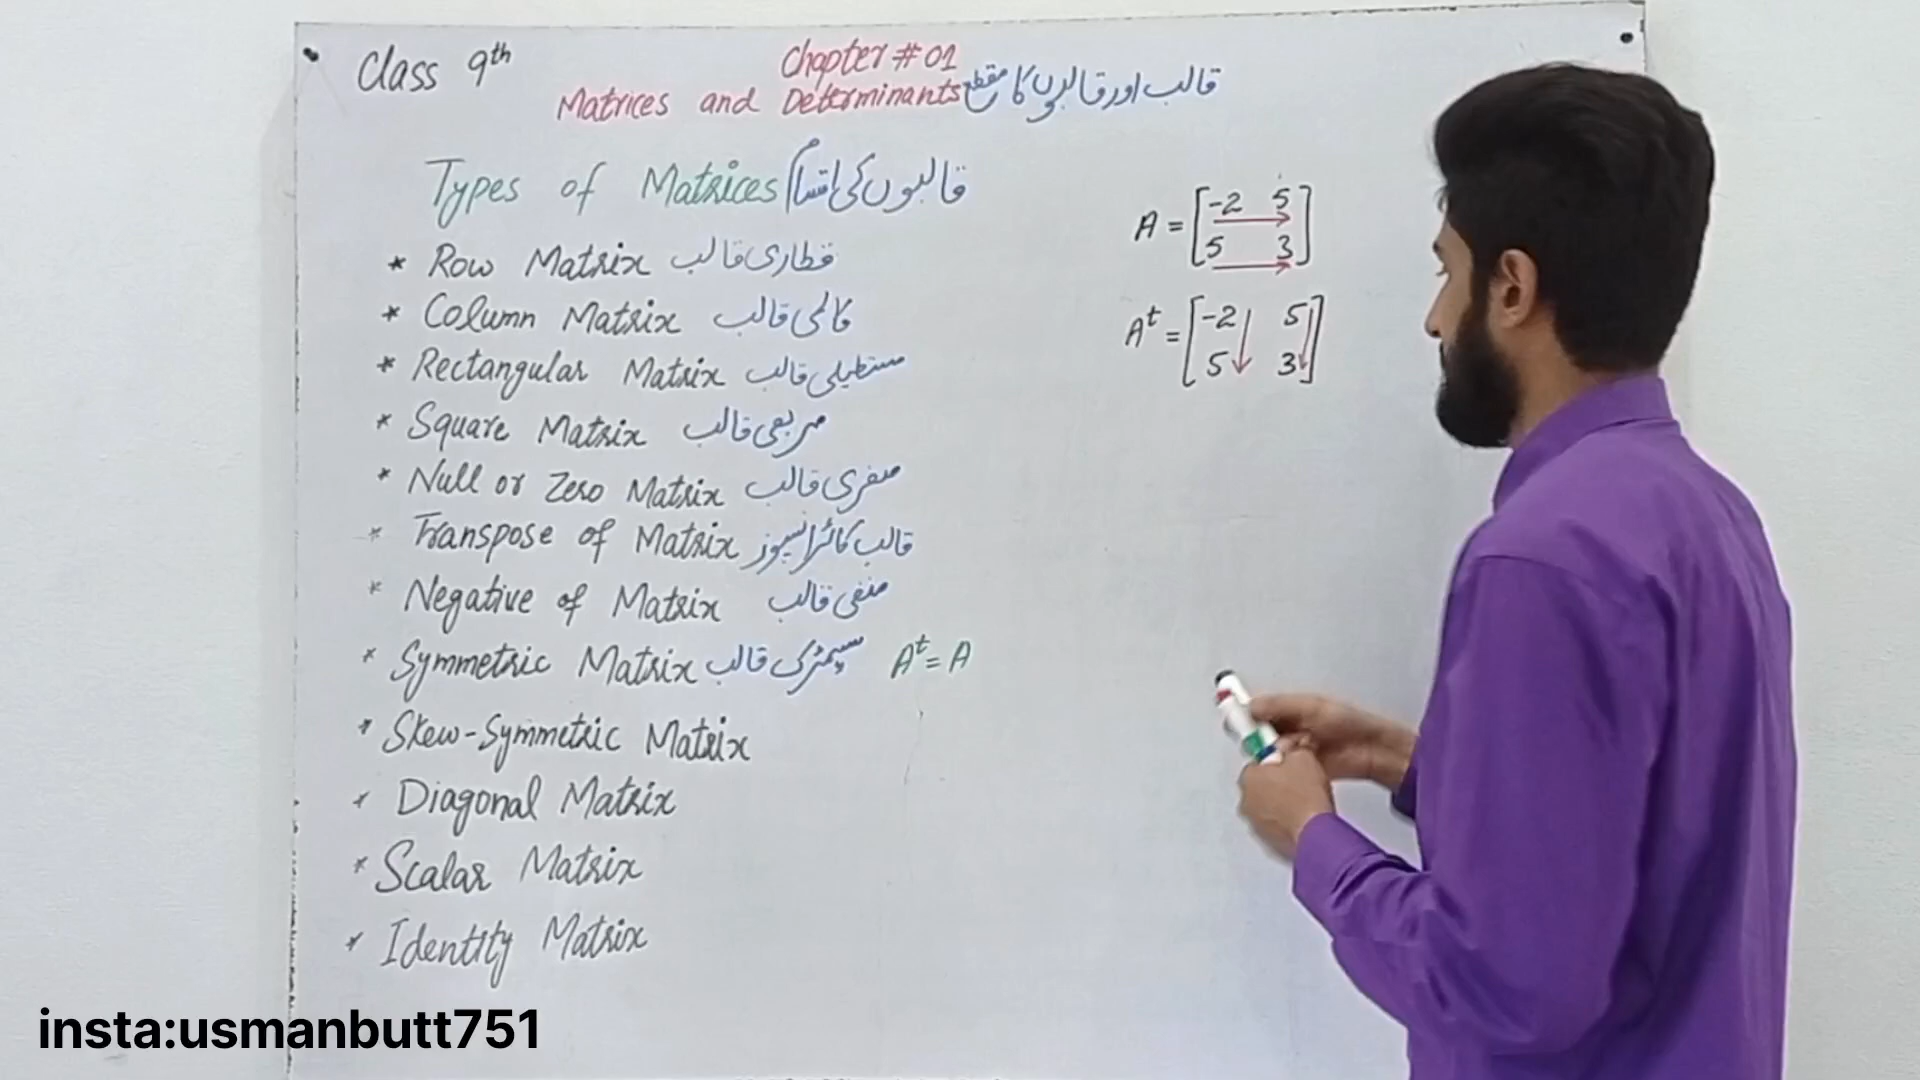 Class 9th
Chapter # 01
Matrices and Determinants قالب اور قالبوں کا مقطع
Types of Matrices قالبوں کی اقسام
* Row Matrix قطاری قالب
* Column Matrix کالمی قالب
* Rectangular Matrix مستطیلی قالب
* Square Matrix مربعی قالب
* Null or Zero Matrix صفری قالب
* Transpose of Matrix قالب کا ٹرانسپوز
* Negative of Matrix منفی قالب
* Symmetric Matrix سیمٹرک قالب Aᵗ = A
* Skew-Symmetric Matrix
* Diagonal Matrix
* Scalar Matrix
* Identity Matrix
A = [-2 5
5 3]
Aᵗ = [-2 5
5 3]
insta:usmanbutt751